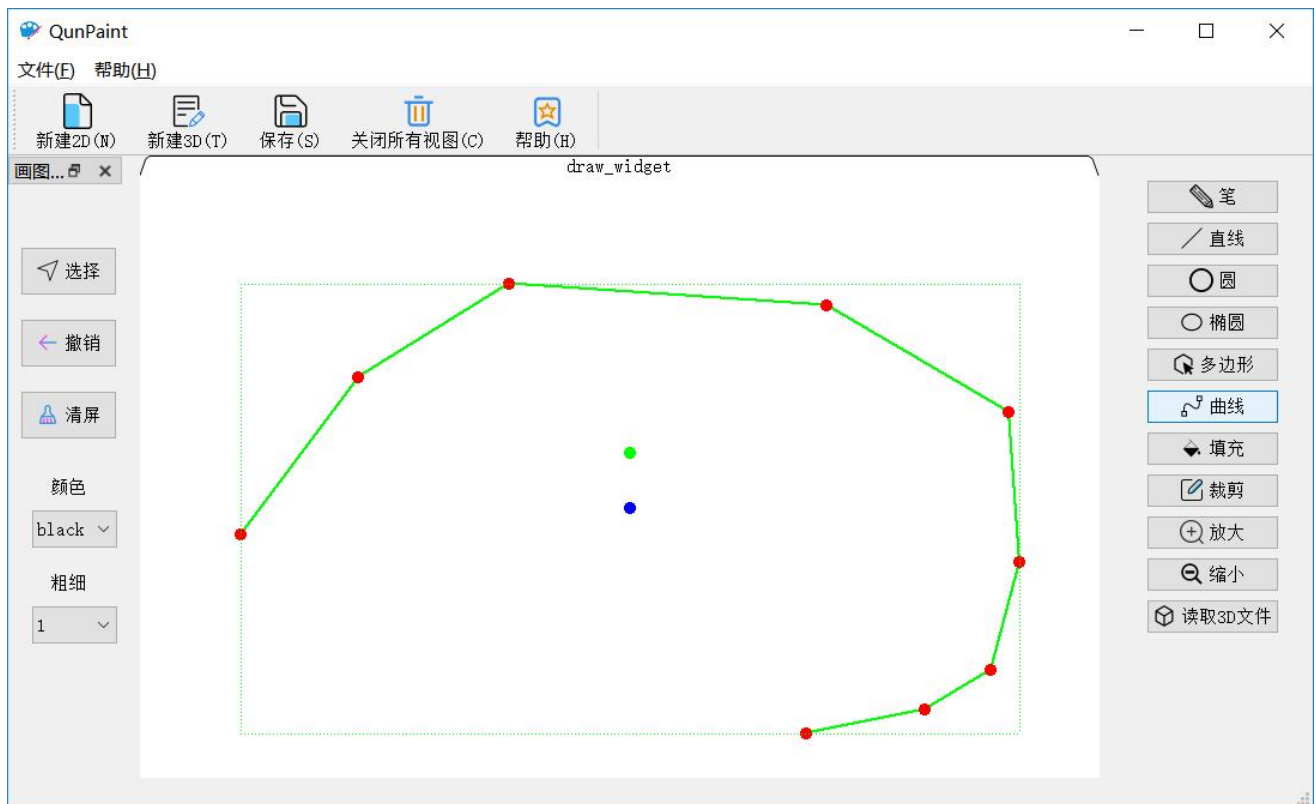 QunPaint
文件(F) 帮助(H)
新建2D(N) 新建3D(T) 保存(S) 关闭所有视图(C) 帮助(H)
画图...
draw_widget
选择
撤销
清屏
颜色
black
粗细
1
笔
直线
圆
椭圆
多边形
曲线
填充
裁剪
放大
缩小
读取3D文件